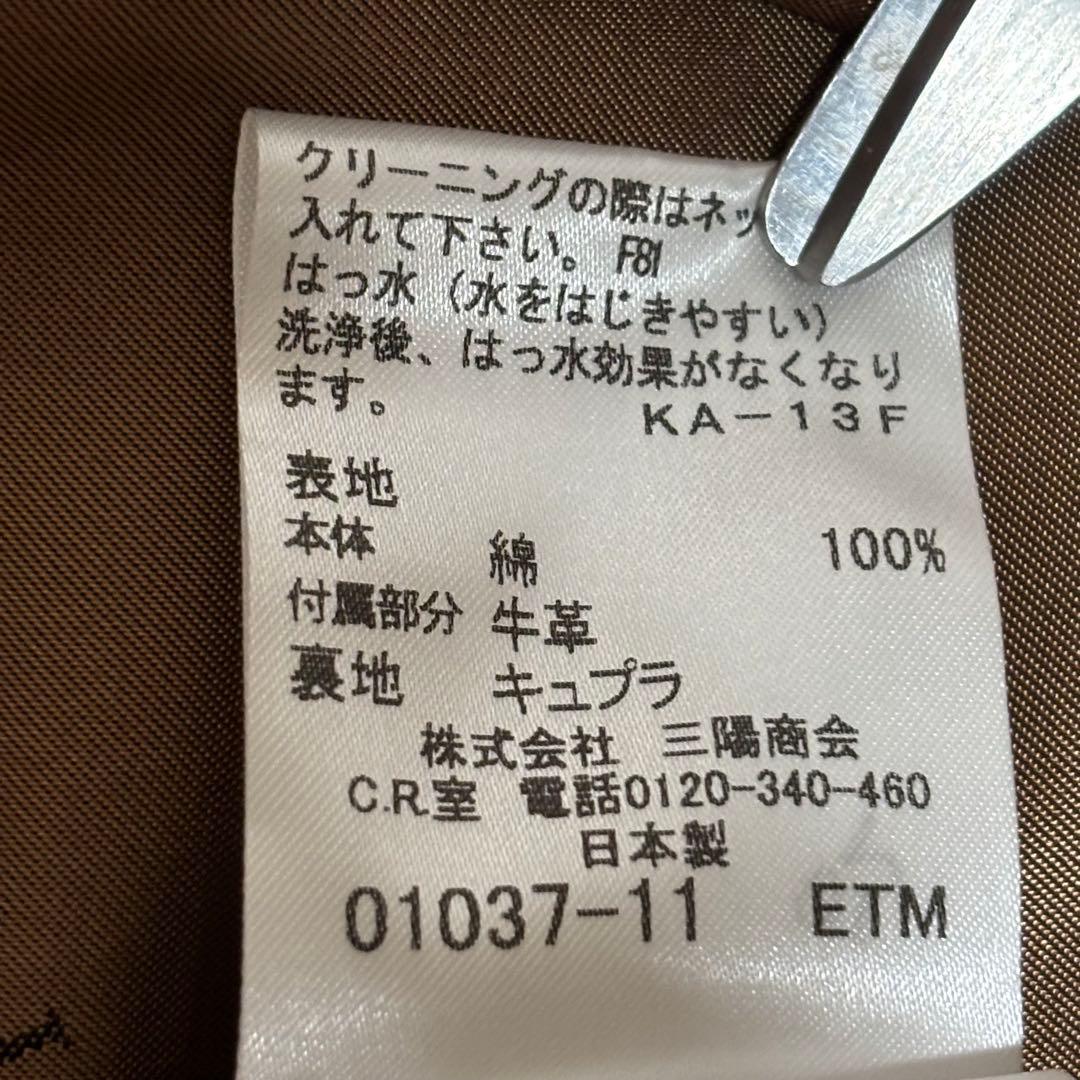 クリーニングの際はネッ
入れて下さい。 F81
はっ水（水をはじきやすい）
洗浄後、はっ水効果がなくなり
ます。 KA－13F
表地
本体 綿 100%
付属部分 牛革
裏地 キュプラ
株式会社 三陽商会
C.R.室 電話0120-340-460
日本製
01037-11 ETM